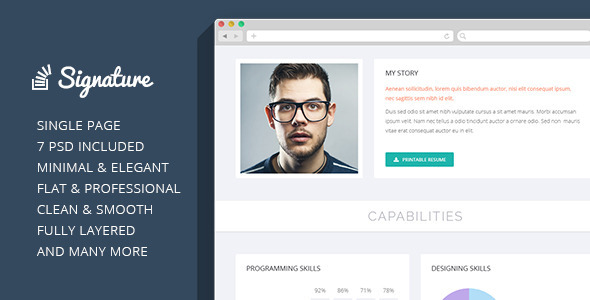 Signature
SINGLE PAGE
7 PSD INCLUDED
MINIMAL & ELEGANT
FLAT & PROFESSIONAL
CLEAN & SMOOTH
FULLY LAYERED
AND MANY MORE
MY STORY
Aenean sollicitudin, lorem quis bibendum auctor, nisi elit consequat ipsum,
nec sagittis sem nibh id elit.
Duis sed odio sit amet nibh vulputate cursus a sit amet mauris. Morbi accumsan
ipsum velit. Nam nec tellus a odio tincidunt auctor a ornare odio. Sed non mauris
vitae erat consequat auctor eu in elit.
PRINTABLE RESUME
CAPABILITIES
PROGRAMMING SKILLS
92% 86% 71% 78%
DESIGNING SKILLS